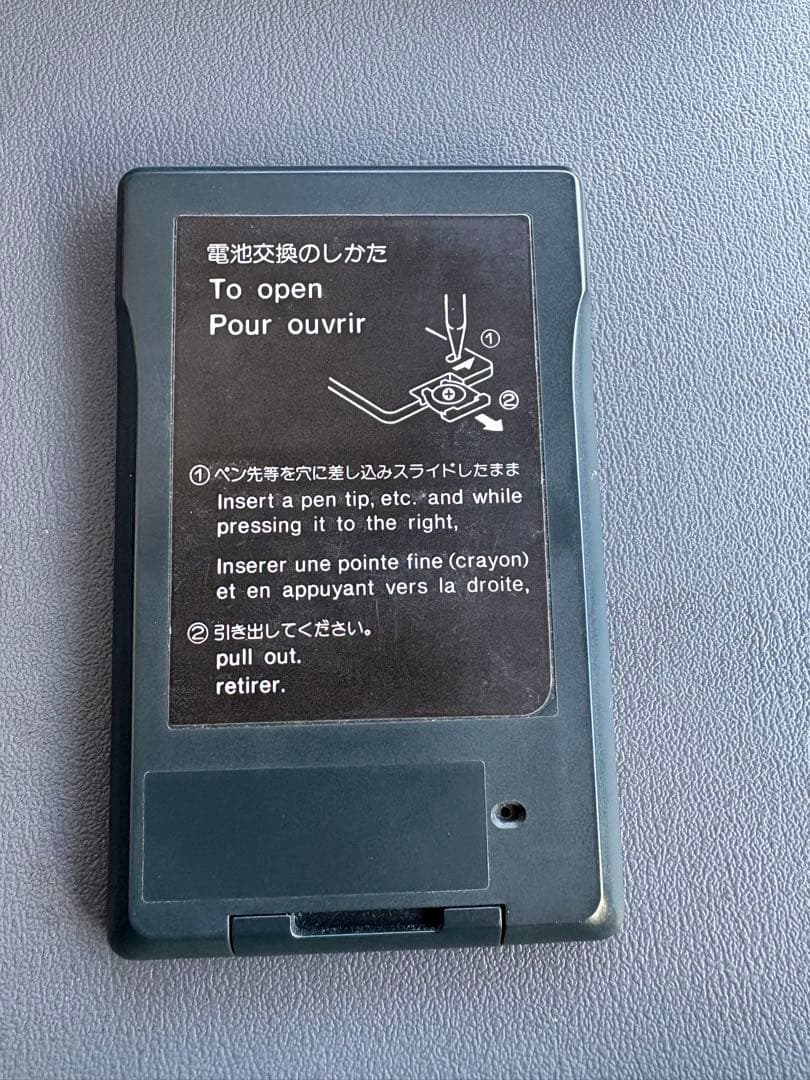 電池交換のしかた
To open
Pour ouvrir
①
②
①ペン先等を穴に差し込みスライドしたまま
Insert a pen tip, etc. and while
pressing it to the right,
Inserer une pointe fine (crayon)
et en appuyant vers la droite,
②引き出してください。
pull out.
retirer.